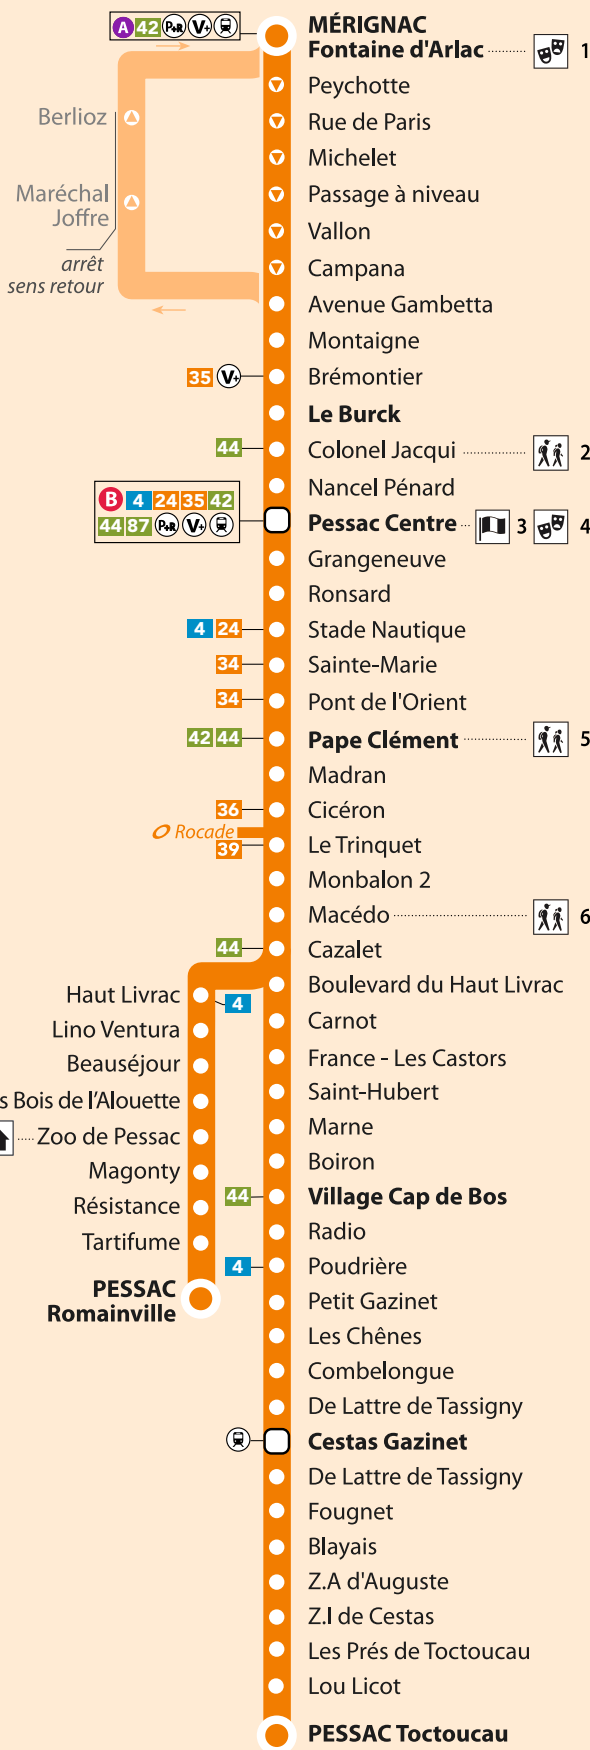 A 42 P+R V+
MÉRIGNAC
Fontaine d'Arlac 1
Peychotte
Berlioz
Rue de Paris
Michelet
Maréchal
Joffre
Passage à niveau
Vallon
arrêt
sens retour
Campana
Avenue Gambetta
Montaigne
35 V+ Brémontier
Le Burck
44 Colonel Jacqui 2
Nancel Pénard
B 4 24 35 42
44 87 P+R V+
Pessac Centre 3 4
Grangeneuve
Ronsard
4 24 Stade Nautique
34 Sainte-Marie
34 Pont de l'Orient
42 44 Pape Clément 5
Madran
36 Cicéron
Rocade
39 Le Trinquet
Monbalon 2
Macédo 6
44 Cazalet
Boulevard du Haut Livrac
Haut Livrac 4
Carnot
Lino Ventura
France - Les Castors
Beauséjour
Saint-Hubert
s Bois de l'Alouette
Marne
Zoo de Pessac
Boiron
Magonty
44 Village Cap de Bos
Résistance
Radio
Tartifume
4 Poudrière
PESSAC
Romainville
Petit Gazinet
Les Chênes
Combelongue
De Lattre de Tassigny
Cestas Gazinet
De Lattre de Tassigny
Fougnet
Blayais
Z.A d'Auguste
Z.I de Cestas
Les Prés de Toctoucau
Lou Licot
PESSAC Toctoucau